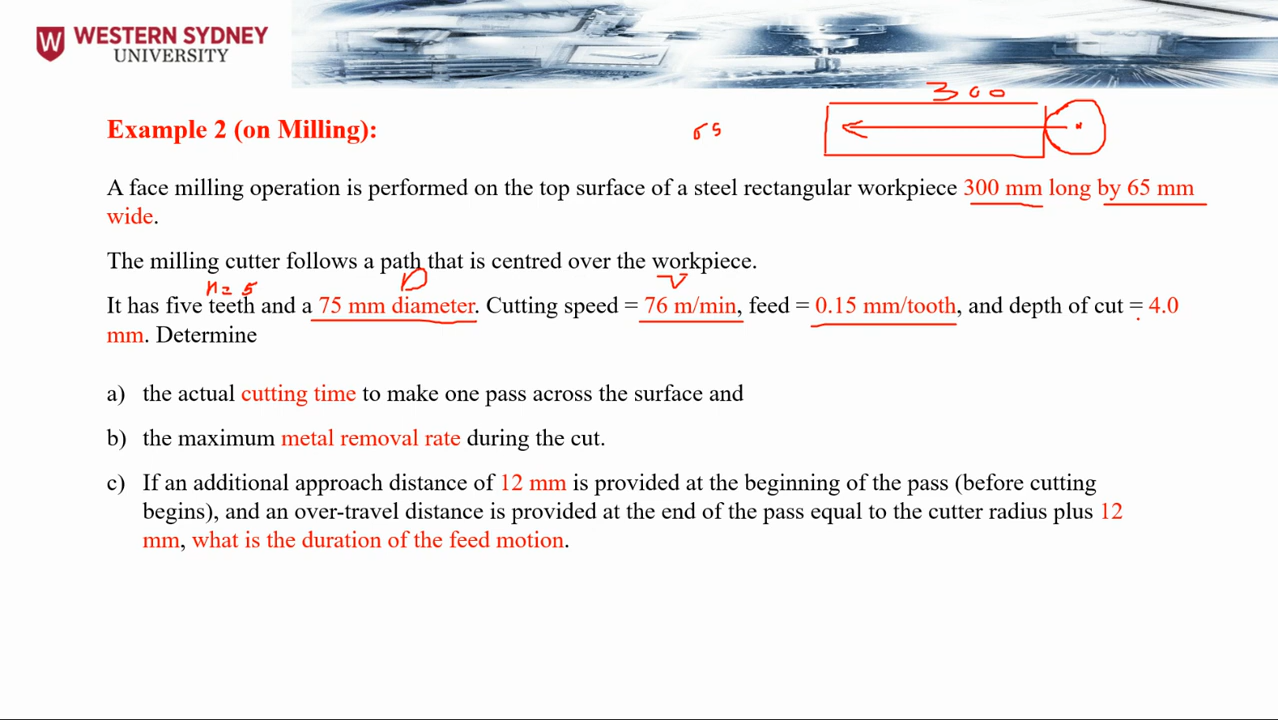 WESTERN SYDNEY
UNIVERSITY
300
Example 2 (on Milling):
65
A face milling operation is performed on the top surface of a steel rectangular workpiece 300 mm long by 65 mm
wide.
The milling cutter follows a path that is centred over the workpiece.
n = 5
D
V
It has five teeth and a 75 mm diameter. Cutting speed = 76 m/min, feed = 0.15 mm/tooth, and depth of cut = 4.0
mm. Determine
a) the actual cutting time to make one pass across the surface and
b) the maximum metal removal rate during the cut.
c) If an additional approach distance of 12 mm is provided at the beginning of the pass (before cutting
begins), and an over-travel distance is provided at the end of the pass equal to the cutter radius plus 12
mm, what is the duration of the feed motion.